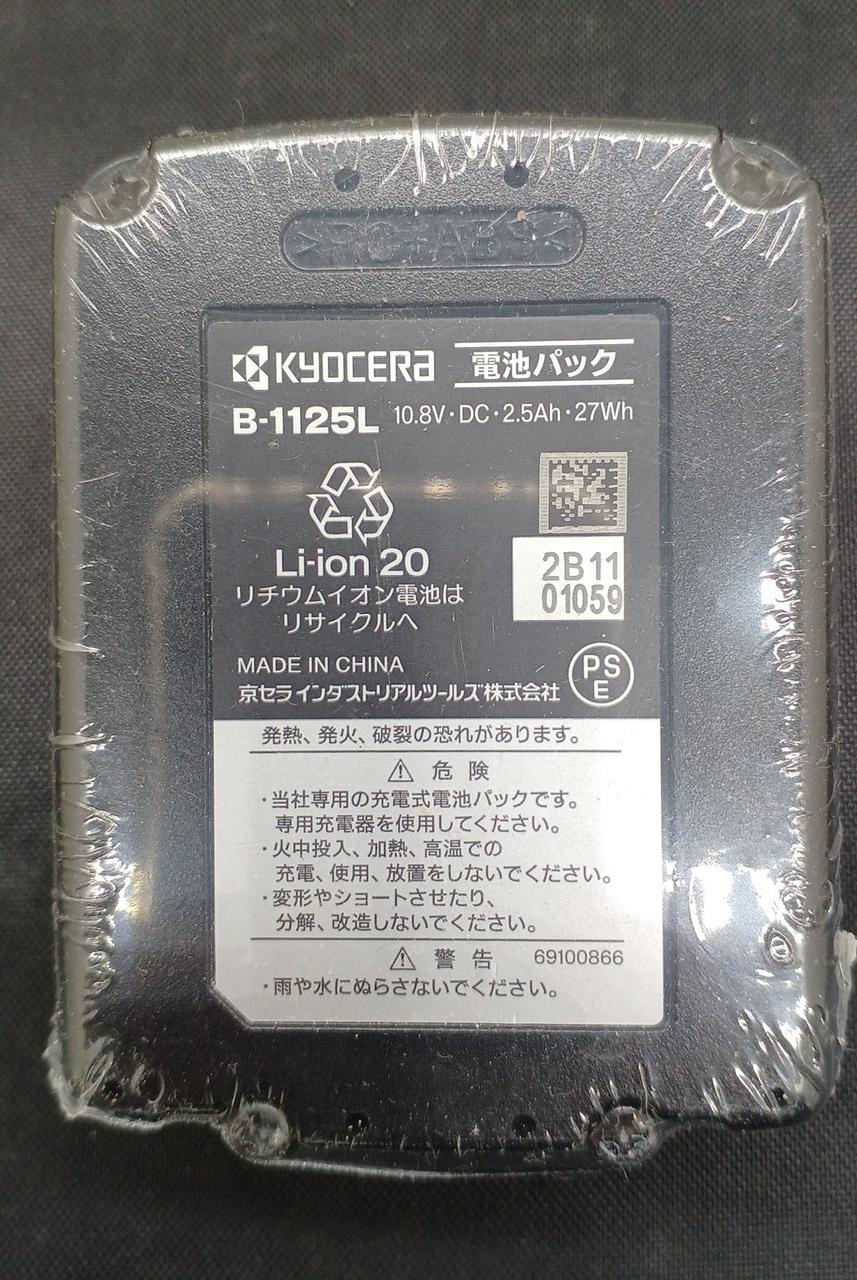 >PC+ABS<
KYOCERA 電池パック
B-1125L 10.8V・DC・2.5Ah・27Wh
Li-ion 20
リチウムイオン電池は
リサイクルへ
2B11
01059
MADE IN CHINA
京セラインダストリアルツールズ株式会社
PS
E
発熱、発火、破裂の恐れがあります。
⚠ 危険
・当社専用の充電式電池パックです。
専用充電器を使用してください。
・火中投入、加熱、高温での
充電、使用、放置をしないでください。
・変形やショートさせたり、
分解、改造しないでください。
⚠ 警告 69100866
・雨や水にぬらさないでください。